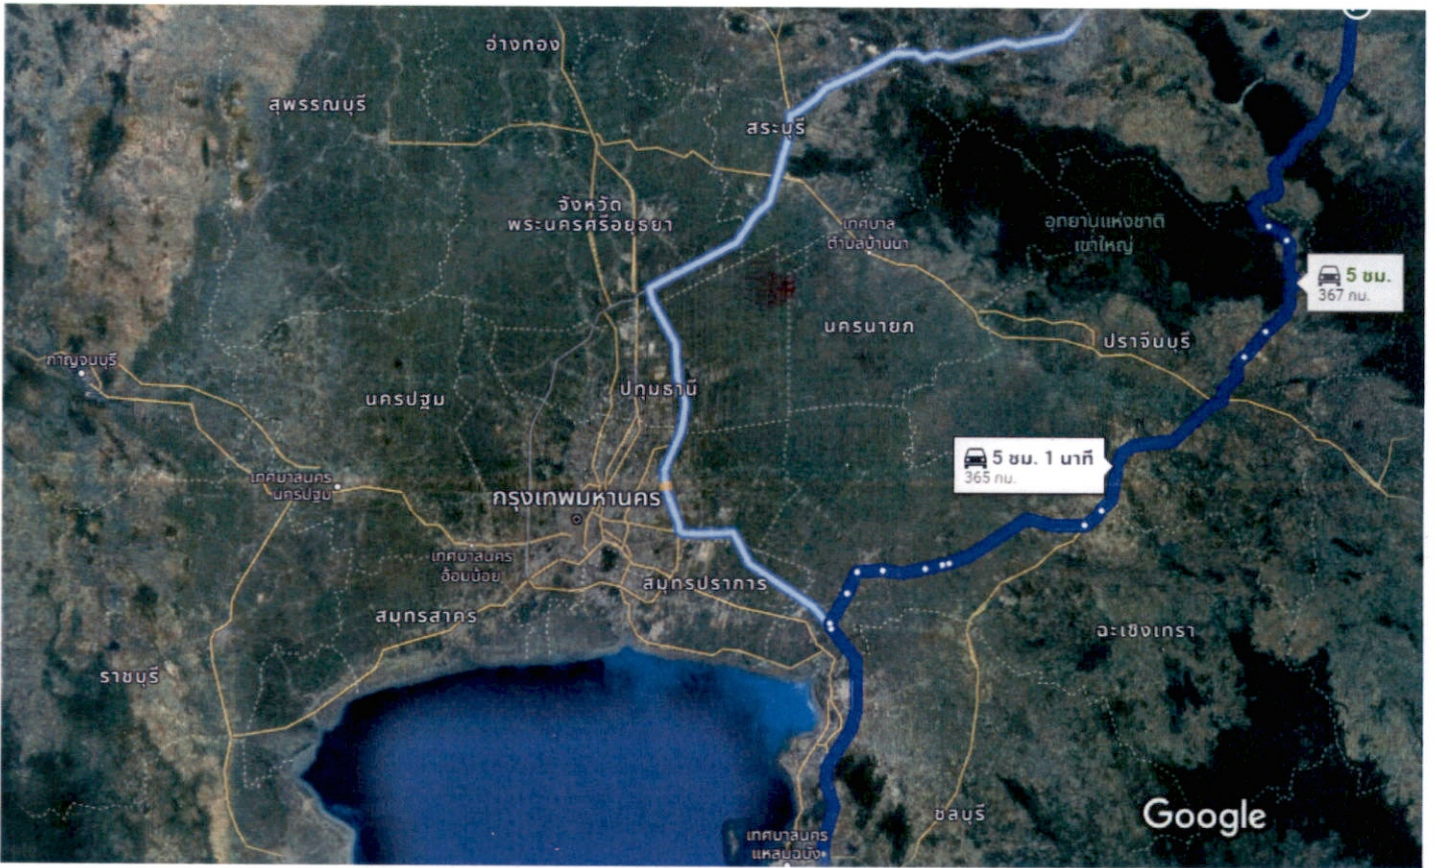 อ่างทอง
สุพรรณบุรี
สระบุรี
จังหวัด
พระนครศรีอยุธยา
เทศบาล
ตำบลบ้านนา
อุทยานแห่งชาติ
เขาใหญ่
5 ชม.
367 กม.
นครนายก
ปราจีนบุรี
กาญจนบุรี
ปทุมธานี
นครปฐม
5 ชม. 1 นาที
365 กม.
เทศบาลนคร
นครปฐม
กรุงเทพมหานคร
เทศบาลนคร
อ้อมน้อย
สมุทรปราการ
สมุทรสาคร
ฉะเชิงเทรา
ราชบุรี
ชลบุรี
Google
เทศบาลนคร
แหลมฉบัง